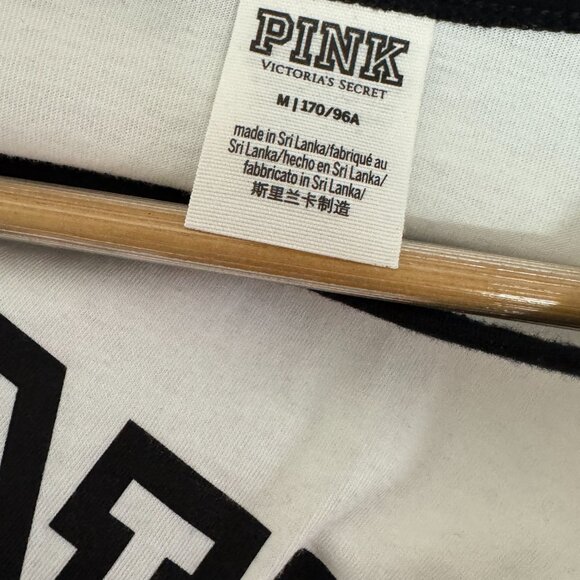 PINK
VICTORIA'S SECRET
M | 170/96A
made in Sri Lanka/fabriqué au
Sri Lanka/hecho en Sri Lanka/
fabbricato in Sri Lanka/
斯里兰卡制造